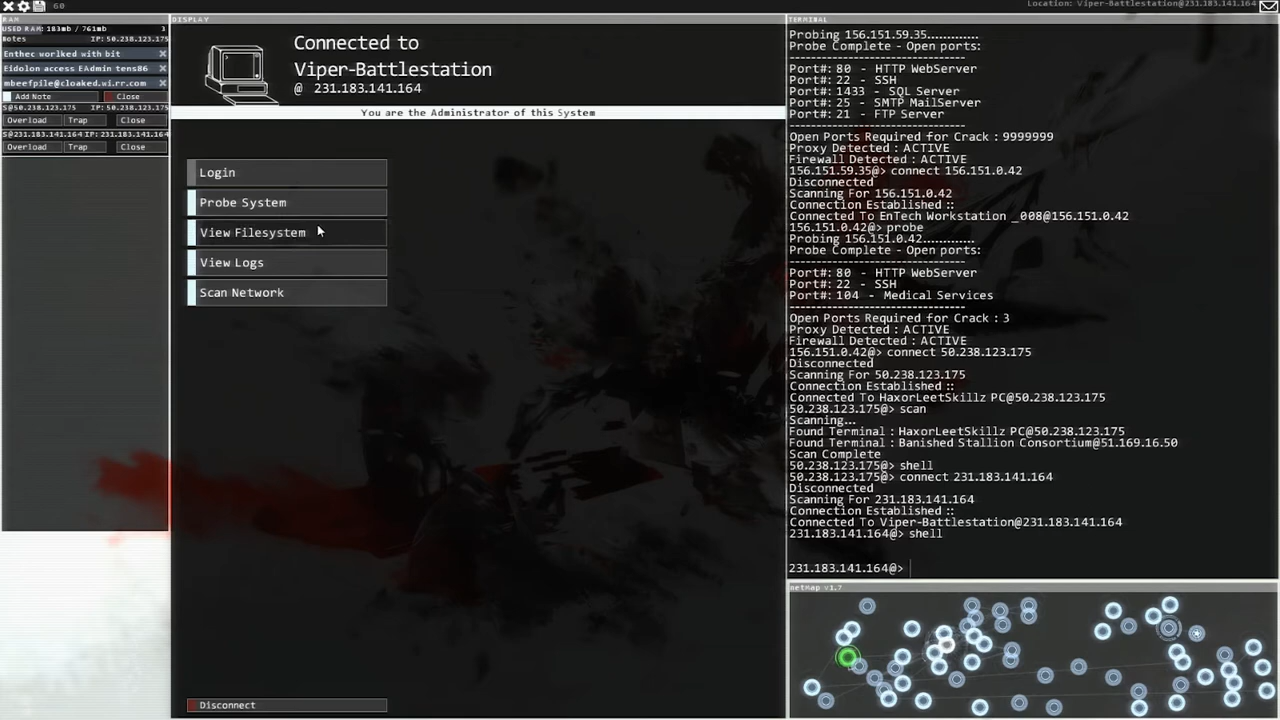 60
Location: Viper-Battlestation@231.183.141.164
RAM
USED RAM: 183mb / 761mb 3
Notes IP: 50.238.123.175
Enthec worlked with bit
Eidolon access EAdmin tens86
mbeefpile@cloaked.wi.rr.com
Add Note Close
S@50.238.123.175 IP: 50.238.123.175
Overload Trap Close
S@231.183.141.164 IP: 231.183.141.164
Overload Trap Close
DISPLAY
Connected to
Viper-Battlestation
@ 231.183.141.164
You are the Administrator of this System
Login
Probe System
View Filesystem
View Logs
Scan Network
Disconnect
TERMINAL
Probing 156.151.59.35............
Probe Complete - Open ports:
---------------------------------
Port#: 80 - HTTP WebServer
Port#: 22 - SSH
Port#: 1433 - SQL Server
Port#: 25 - SMTP MailServer
Port#: 21 - FTP Server
---------------------------------
Open Ports Required for Crack : 9999999
Proxy Detected : ACTIVE
Firewall Detected : ACTIVE
156.151.59.35@> connect 156.151.0.42
Disconnected
Scanning For 156.151.0.42
Connection Established ::
Connected To EnTech Workstation _008@156.151.0.42
156.151.0.42@> probe
Probing 156.151.0.42............
Probe Complete - Open ports:
---------------------------------
Port#: 80 - HTTP WebServer
Port#: 22 - SSH
Port#: 104 - Medical Services
---------------------------------
Open Ports Required for Crack : 3
Proxy Detected : ACTIVE
Firewall Detected : ACTIVE
156.151.0.42@> connect 50.238.123.175
Disconnected
Scanning For 50.238.123.175
Connection Established ::
Connected To HaxorLeetSkillz PC@50.238.123.175
50.238.123.175@> scan
Scanning...
Found Terminal : HaxorLeetSkillz PC@50.238.123.175
Found Terminal : Banished Stallion Consortium@51.169.16.50
Scan Complete
50.238.123.175@> shell
50.238.123.175@> connect 231.183.141.164
Disconnected
Scanning For 231.183.141.164
Connection Established ::
Connected To Viper-Battlestation@231.183.141.164
231.183.141.164@> shell
231.183.141.164@>
netMap v1.7